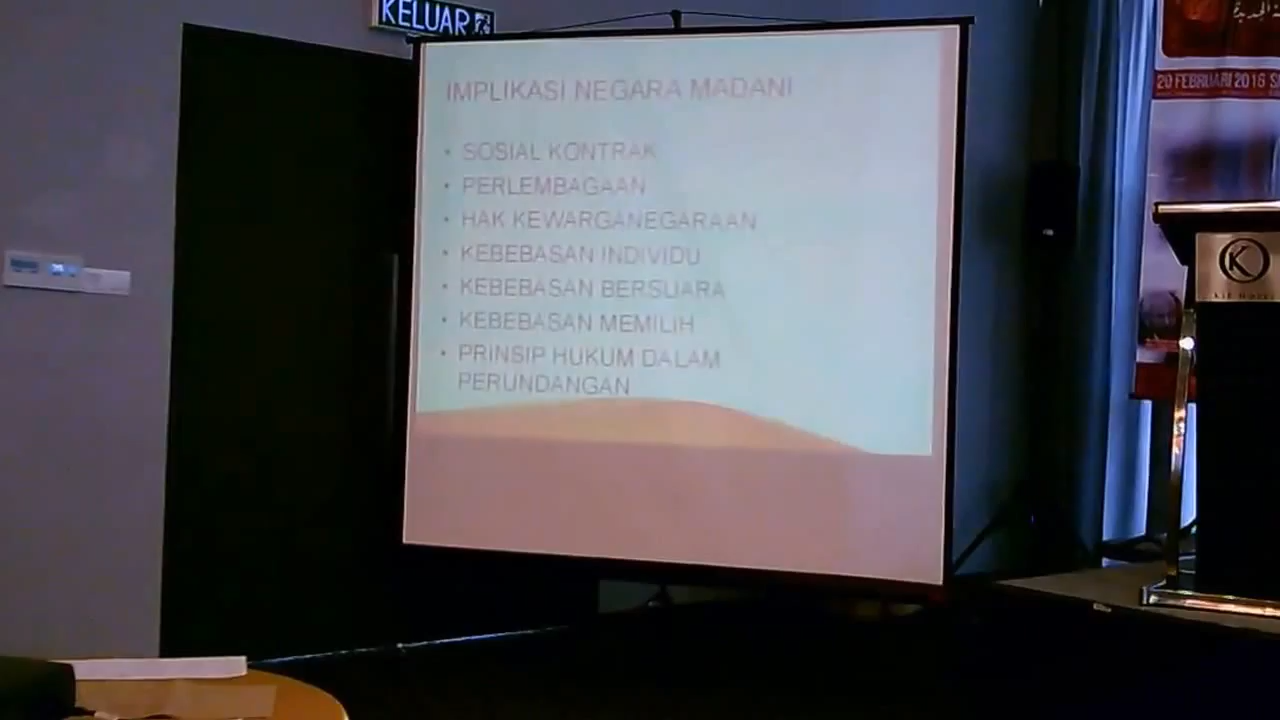 KELUAR
IMPLIKASI NEGARA MADANI
• SOSIAL KONTRAK
• PERLEMBAGAAN
• HAK KEWARGANEGARAAN
• KEBEBASAN INDIVIDU
• KEBEBASAN BERSUARA
• KEBEBASAN MEMILIH
• PRINSIP HUKUM DALAM
PERUNDANGAN
20 FEBRUARI 2016
K